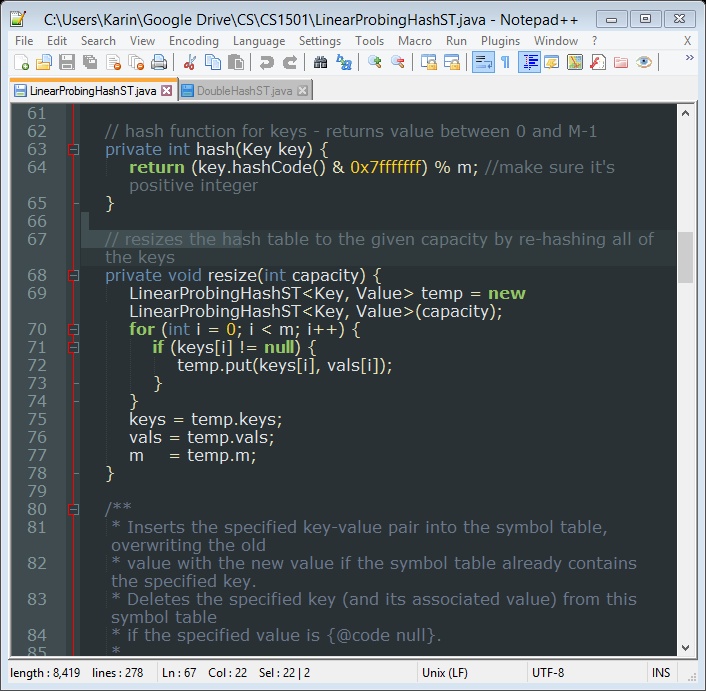 C:\Users\Karin\Google Drive\CS\CS1501\LinearProbingHashST.java - Notepad++
File Edit Search View Encoding Language Settings Tools Macro Run Plugins Window ? X
LinearProbingHashST.java DoubleHashST.java
61
62 // hash function for keys - returns value between 0 and M-1
63 private int hash(Key key) {
64 return (key.hashCode() & 0x7fffffff) % m; //make sure it's
positive integer
65 }
66
67 // resizes the hash table to the given capacity by re-hashing all of
the keys
68 private void resize(int capacity) {
69 LinearProbingHashST<Key, Value> temp = new
LinearProbingHashST<Key, Value>(capacity);
70 for (int i = 0; i < m; i++) {
71 if (keys[i] != null) {
72 temp.put(keys[i], vals[i]);
73 }
74 }
75 keys = temp.keys;
76 vals = temp.vals;
77 m    = temp.m;
78 }
79
80 /**
81 * Inserts the specified key-value pair into the symbol table,
overwriting the old
82 * value with the new value if the symbol table already contains
the specified key.
83 * Deletes the specified key (and its associated value) from this
symbol table
84 * if the specified value is {@code null}.
85 *
length : 8,419 lines : 278 Ln : 67 Col : 22 Sel : 22 | 2 Unix (LF) UTF-8 INS